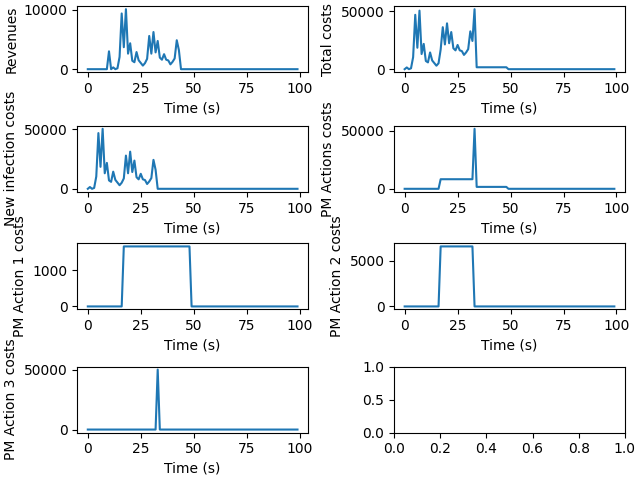 Revenues
10000
0
0 25 50 75 100
Time (s)
Total costs
50000
0
0 25 50 75 100
Time (s)
New infection costs
50000
0
0 25 50 75 100
Time (s)
PM Actions costs
50000
0
0 25 50 75 100
Time (s)
PM Action 1 costs
1000
0
0 25 50 75 100
Time (s)
PM Action 2 costs
5000
0
0 25 50 75 100
Time (s)
PM Action 3 costs
50000
0
0 25 50 75 100
Time (s)
1.0
0.5
0.0
0.0 0.2 0.4 0.6 0.8 1.0